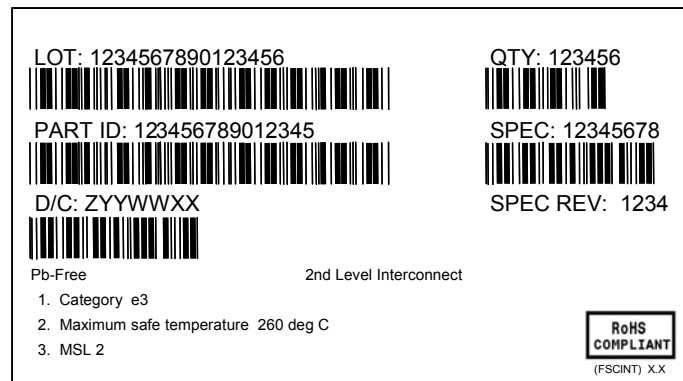 LOT: 1234567890123456
QTY: 123456
PART ID: 123456789012345
SPEC: 12345678
D/C: ZYYWWXX
SPEC REV: 1234
Pb-Free 2nd Level Interconnect
1. Category e3
2. Maximum safe temperature 260 deg C
3. MSL 2
RoHS
COMPLIANT
(FSCINT) X.X